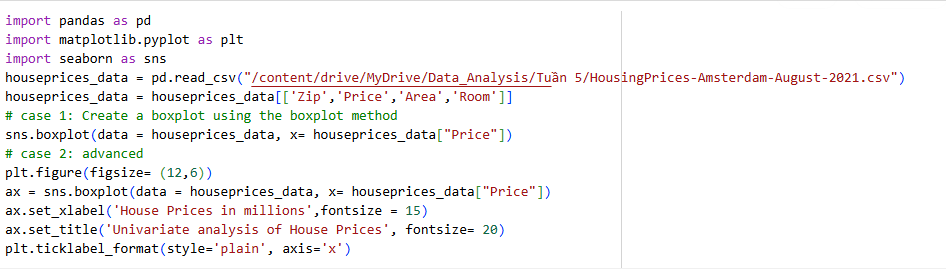 import pandas as pd
import matplotlib.pyplot as plt
import seaborn as sns
houseprices_data = pd.read_csv("/content/drive/MyDrive/Data_Analysis/Tuần 5/HousingPrices-Amsterdam-August-2021.csv")
houseprices_data = houseprices_data[['Zip','Price','Area','Room']]
# case 1: Create a boxplot using the boxplot method
sns.boxplot(data = houseprices_data, x= houseprices_data["Price"])
# case 2: advanced
plt.figure(figsize= (12,6))
ax = sns.boxplot(data = houseprices_data, x= houseprices_data["Price"])
ax.set_xlabel('House Prices in millions',fontsize = 15)
ax.set_title('Univariate analysis of House Prices', fontsize= 20)
plt.ticklabel_format(style='plain', axis='x')